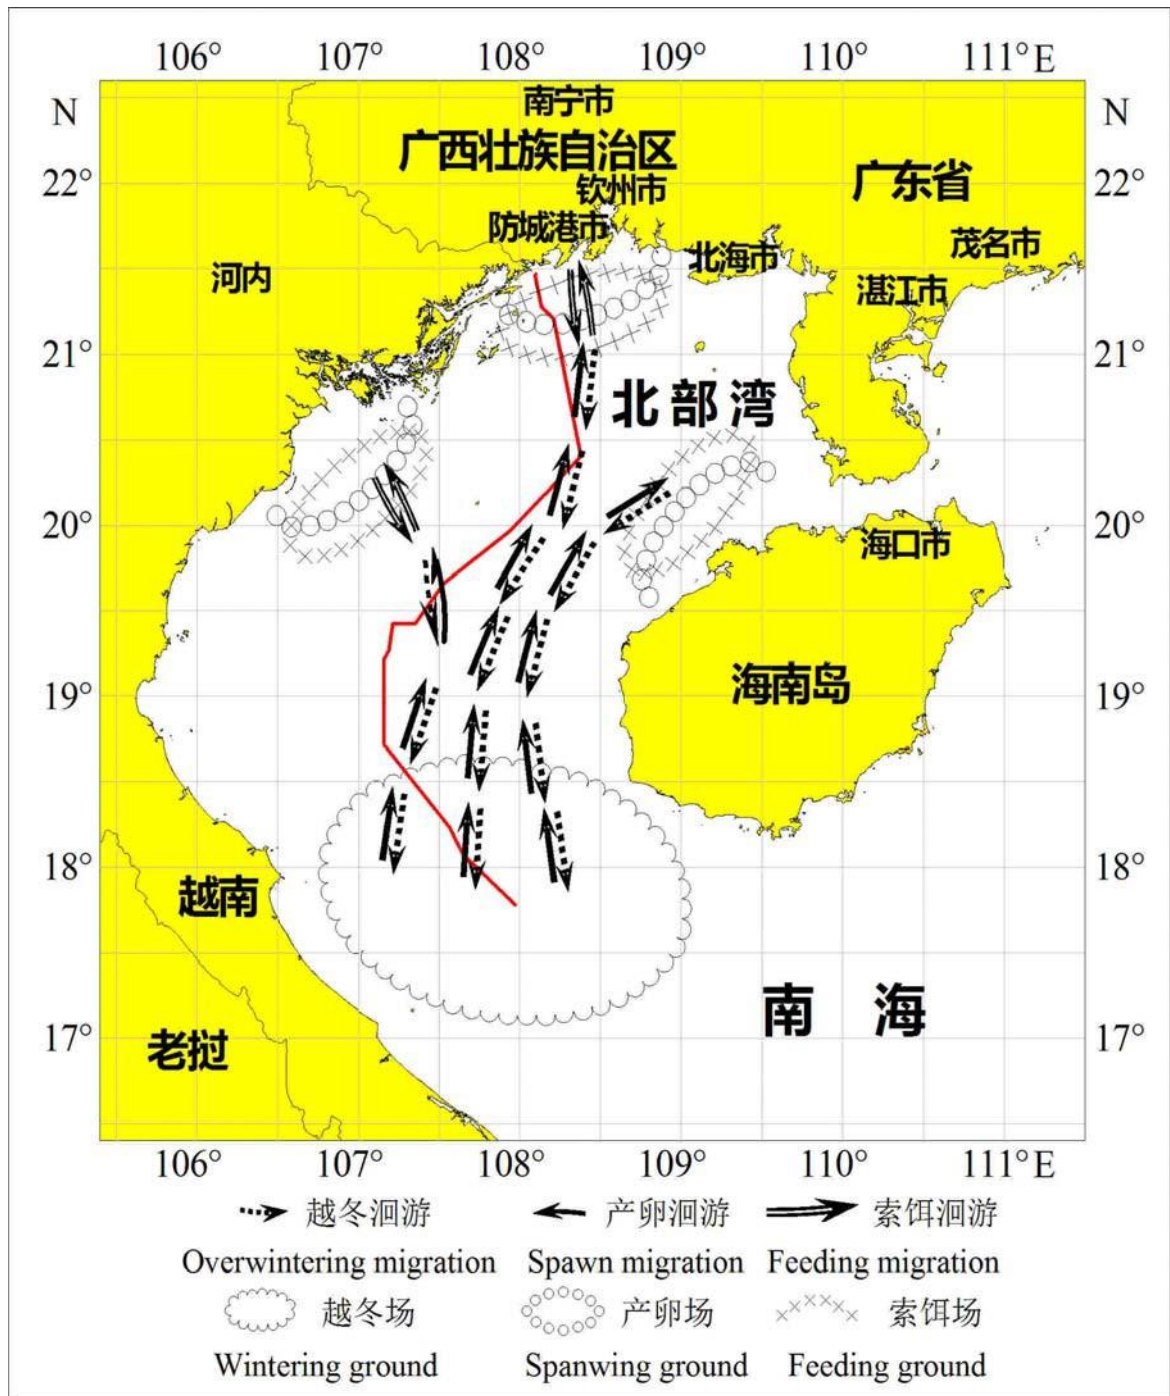 106° 107° 108° 109° 110° 111° E
N N
南宁市
广西壮族自治区
广东省
22° 22°
钦州市
防城港市
茂名市
北海市
河内
湛江市
21° 21°
北部湾
20° 20°
海口市
19° 19°
海南岛
18° 18°
越南
南海
17° 17°
老挝
106° 107° 108° 109° 110° 111° E
越冬洄游 产卵洄游 索饵洄游
Overwintering migration Spawn migration Feeding migration
越冬场 产卵场 索饵场
Wintering ground Spanwing ground Feeding ground